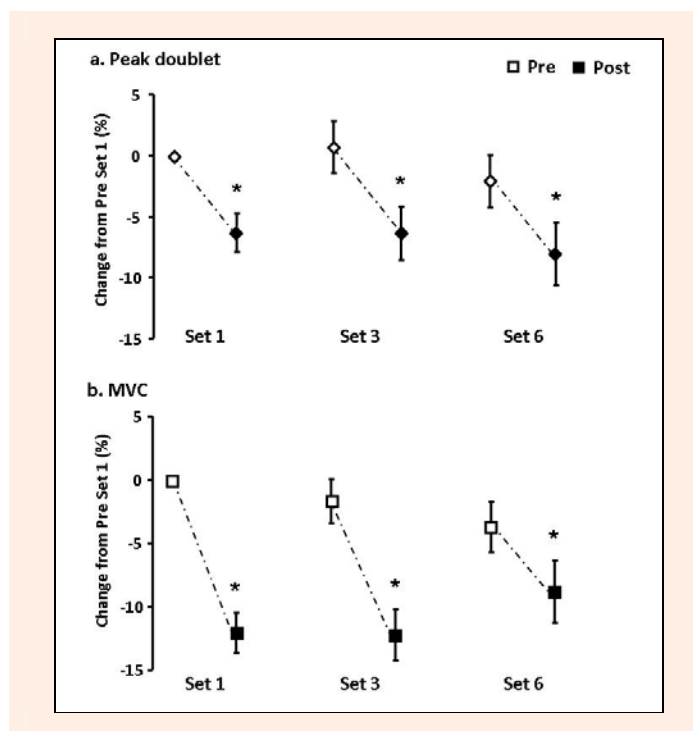 a. Peak doublet
Pre Post
Change from Pre Set 1 (%)
5
0
-5
-10
-15
* * *
Set 1 Set 3 Set 6
b. MVC
Change from Pre Set 1 (%)
5
0
-5
-10
-15
* * *
Set 1 Set 3 Set 6